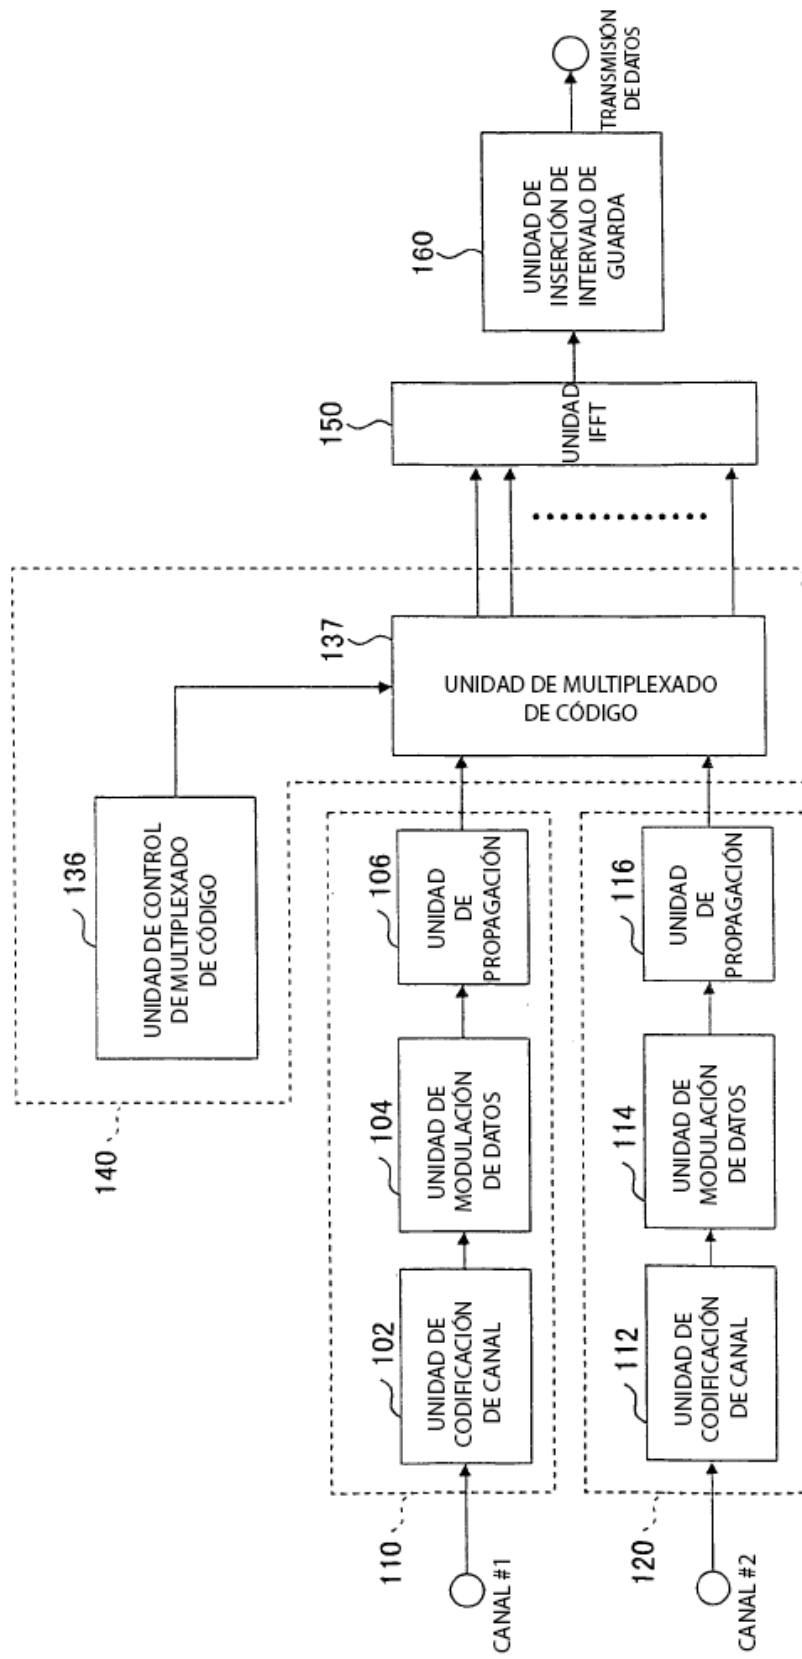 140
136
UNIDAD DE CONTROL
DE MULTIPLEXADO
DE CÓDIGO
110
CANAL #1
102
UNIDAD DE
CODIFICACIÓN
DE CANAL
104
UNIDAD DE
MODULACIÓN
DE DATOS
106
UNIDAD
DE
PROPAGACIÓN
137
UNIDAD DE MULTIPLEXADO
DE CÓDIGO
150
UNIDAD
IFFT
160
UNIDAD DE
INSERCIÓN DE
INTERVALO DE
GUARDA
TRANSMISIÓN
DE DATOS
120
CANAL #2
112
UNIDAD DE
CODIFICACIÓN
DE CANAL
114
UNIDAD DE
MODULACIÓN
DE DATOS
116
UNIDAD
DE
PROPAGACIÓN